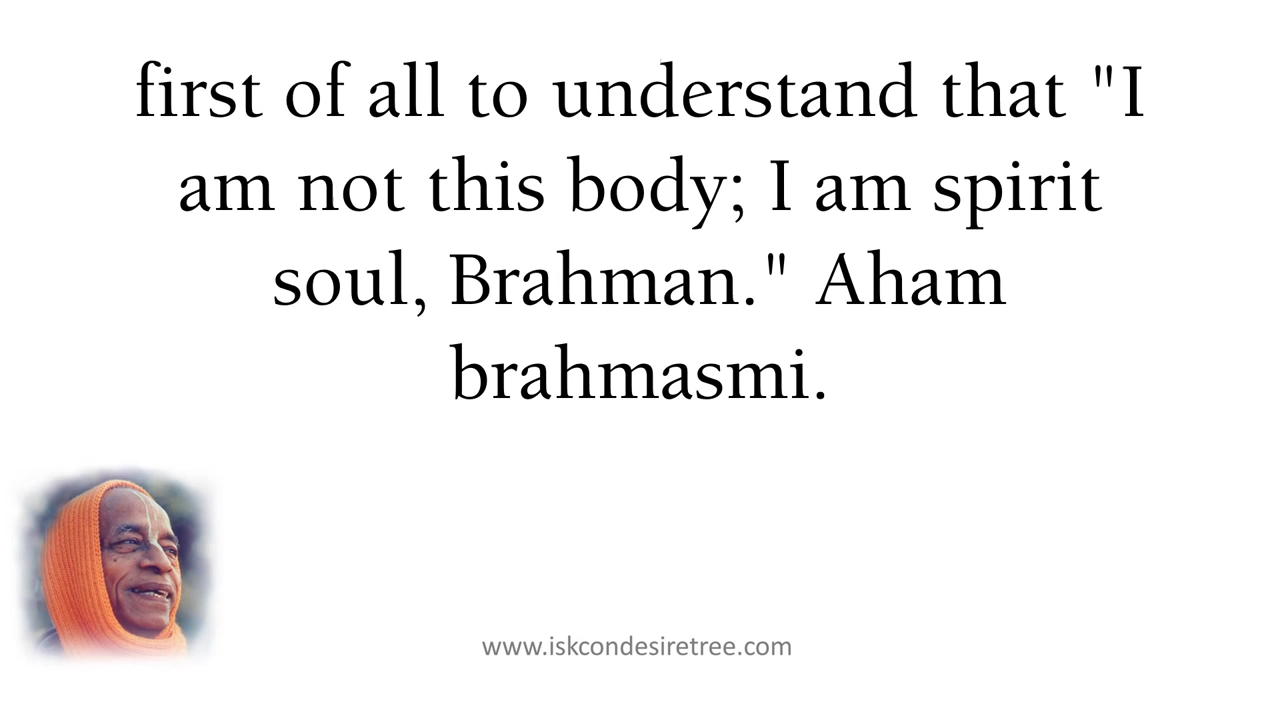 first of all to understand that "I
am not this body; I am spirit
soul, Brahman." Aham
brahmasmi.
www.iskcondesiretree.com